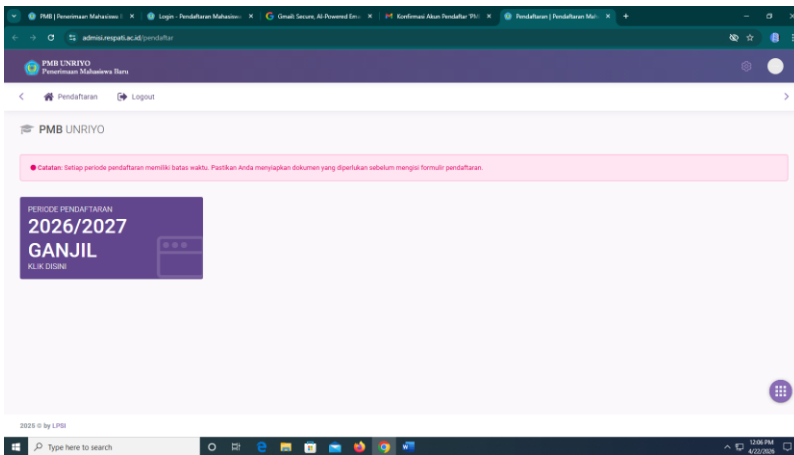 PMB | Penerimaan Mahasiswa B
Login - Pendaftaran Mahasiswa
Gmail: Secure, AI-Powered Ema
Konfirmasi Akun Pendaftar 'PM
Pendaftaran | Pendaftaran Mah
admisi.respati.ac.id/pendaftar
PMB UNRIYO
Penerimaan Mahasiswa Baru
Pendaftaran
Logout
PMB UNRIYO
Catatan: Setiap periode pendaftaran memiliki batas waktu. Pastikan Anda menyiapkan dokumen yang diperlukan sebelum mengisi formulir pendaftaran.
PERIODE PENDAFTARAN
2026/2027
GANJIL
KLIK DISINI
2025 © by LPSI
Type here to search
12:06 PM
4/22/2026